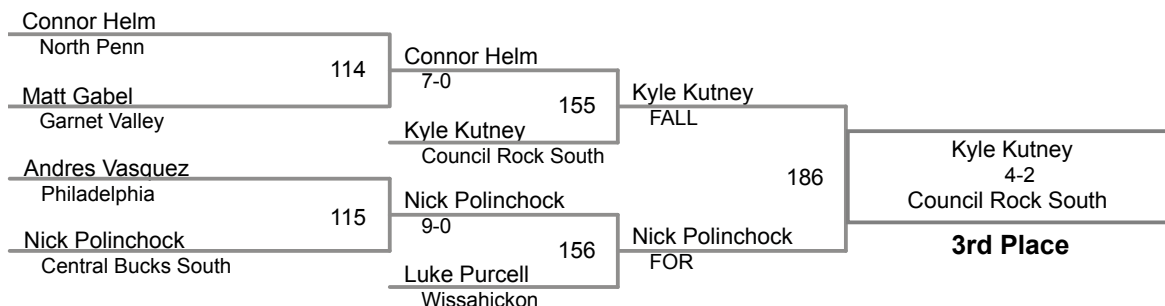 Connor Helm
North Penn
114
Matt Gabel
Garnet Valley
Andres Vasquez
Philadelphia
115
Nick Polinchock
Central Bucks South
Connor Helm
7-0
155
Kyle Kutney
Council Rock South
Nick Polinchock
9-0
156
Luke Purcell
Wissahickon
Kyle Kutney
FALL
186
Nick Polinchock
FOR
Kyle Kutney
4-2
Council Rock South
3rd Place